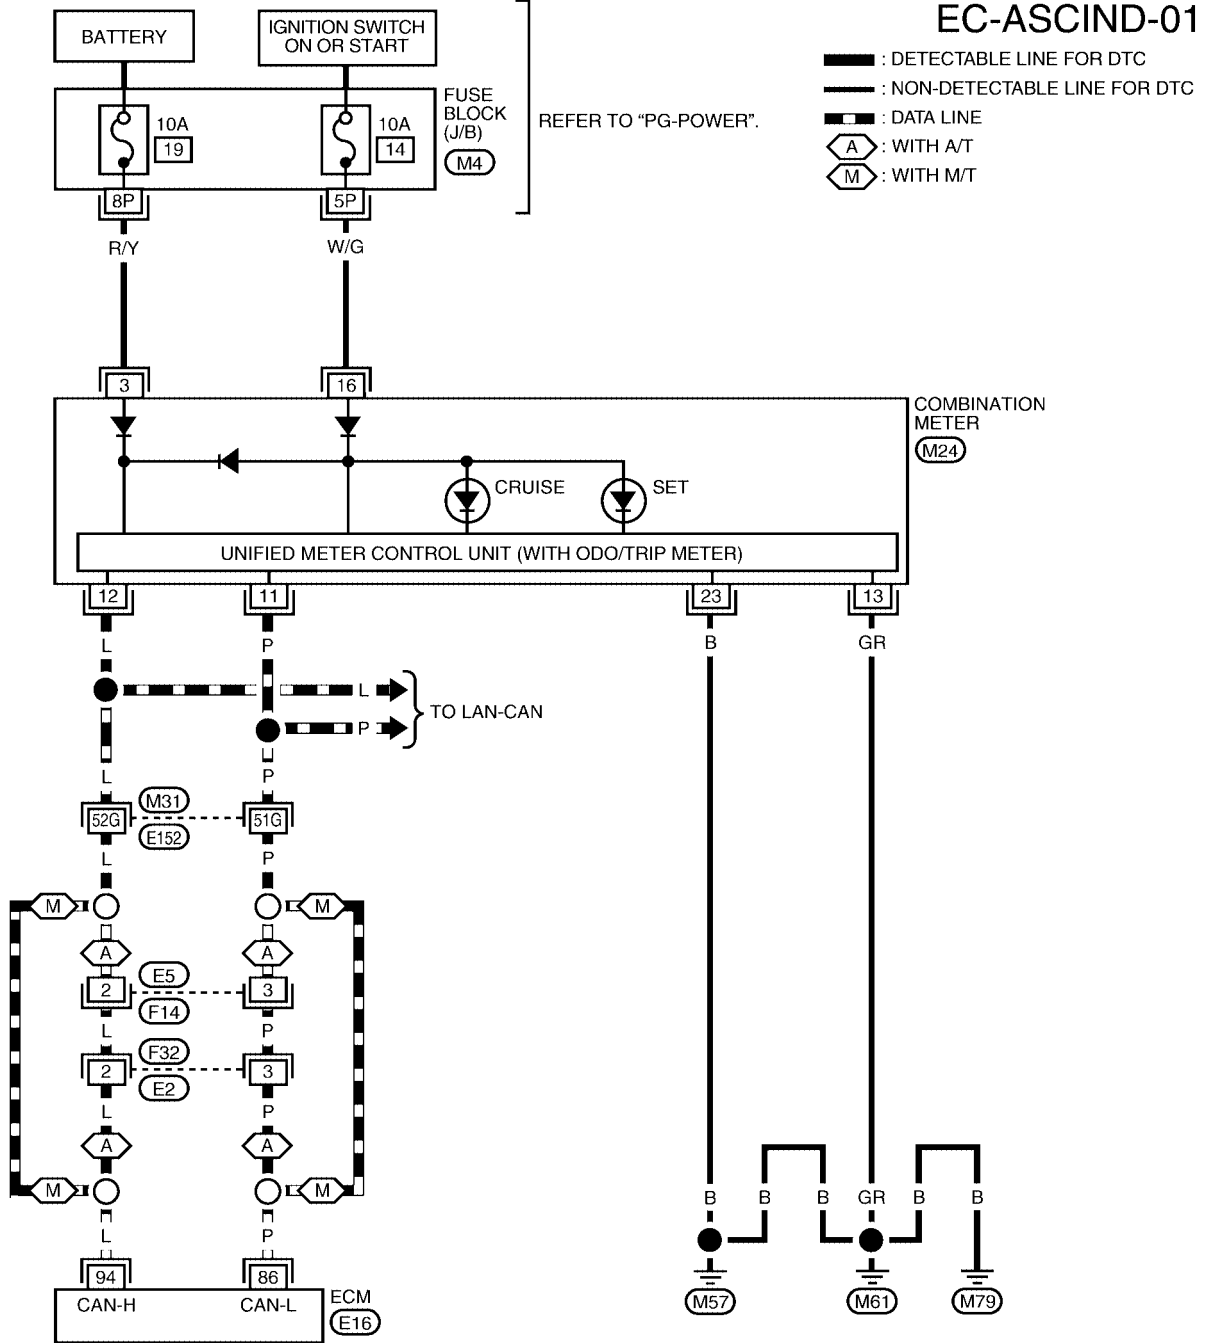 EC-ASCIND-01
BATTERY
IGNITION SWITCH
ON OR START
: DETECTABLE LINE FOR DTC
: NON-DETECTABLE LINE FOR DTC
: DATA LINE
A : WITH A/T
M : WITH M/T
10A
19
10A
14
FUSE
BLOCK
(J/B)
M4
REFER TO “PG-POWER”.
8P
5P
R/Y
W/G
3
16
COMBINATION
METER
M24
CRUISE
SET
UNIFIED METER CONTROL UNIT (WITH ODO/TRIP METER)
12
11
23
13
L
P
B
GR
L
P
TO LAN-CAN
L
P
52G
M31
E152
51G
L
P
M
M
A
A
2
E5
F14
3
L
P
2
F32
E2
3
L
P
A
A
M
M
B
B
B
GR
B
B
L
P
94
86
CAN-H
CAN-L
ECM
E16
M57
M61
M79